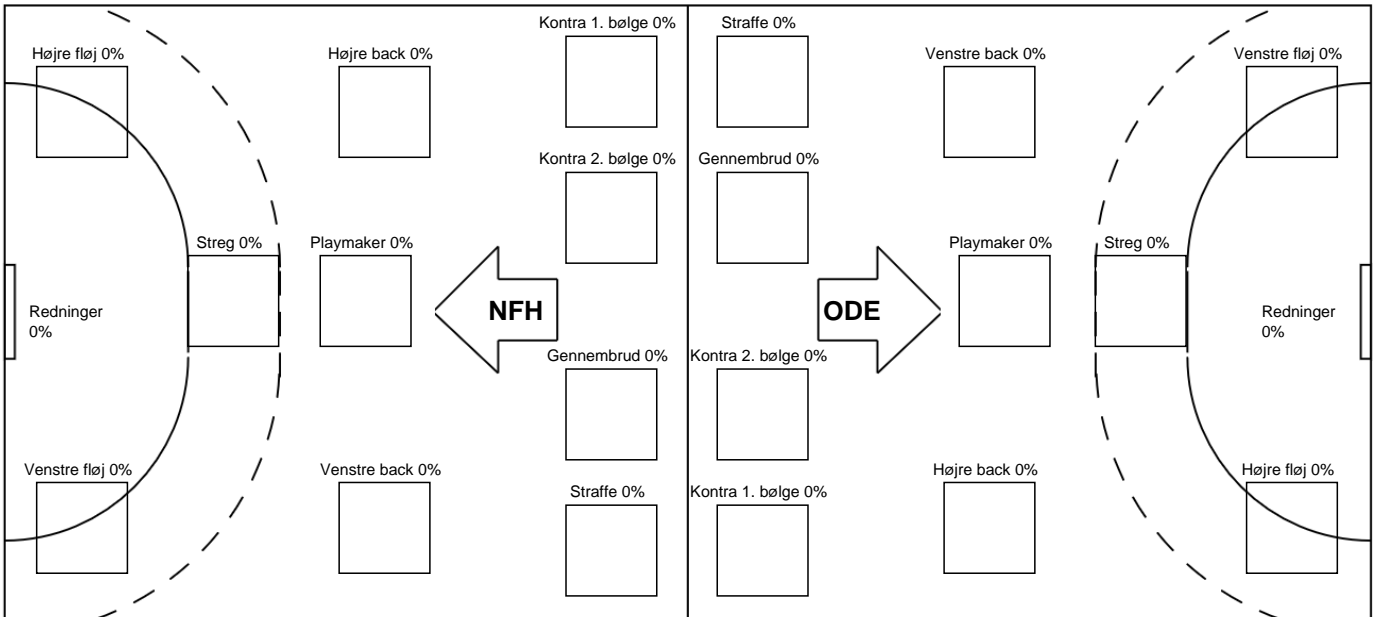 Kontra 1. bølge 0%
Straffe 0%
Højre fløj 0%
Højre back 0%
Venstre back 0%
Venstre fløj 0%
Kontra 2. bølge 0%
Gennembrud 0%
Streg 0%
Playmaker 0%
Playmaker 0%
Streg 0%
Redninger
0%
NFH
ODE
Redninger
0%
Gennembrud 0%
Kontra 2. bølge 0%
Venstre fløj 0%
Venstre back 0%
Højre back 0%
Højre fløj 0%
Straffe 0%
Kontra 1. bølge 0%